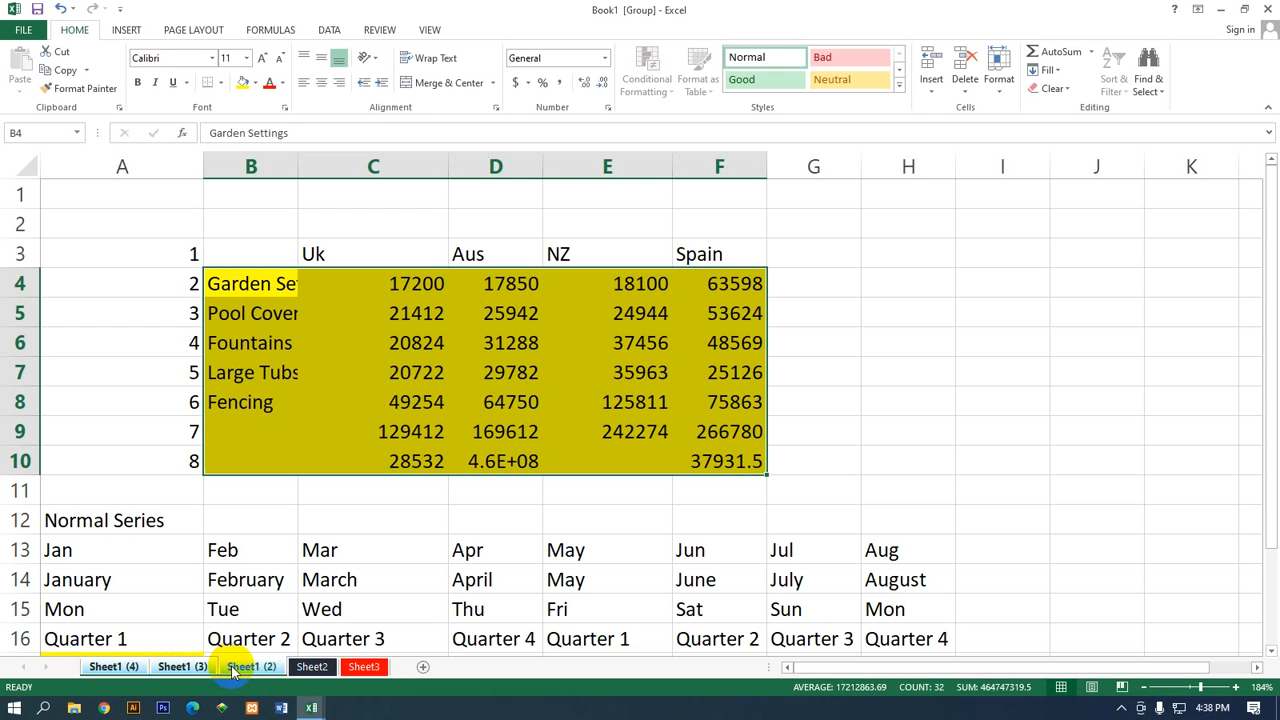 Book1 [Group] - Excel
FILE HOME INSERT PAGE LAYOUT FORMULAS DATA REVIEW VIEW Sign in
Paste Cut Copy Format Painter Clipboard
Calibri 11 B I U A A A Font
Wrap Text Merge & Center Alignment
General $ % , Number
Conditional Formatting Format as Table Normal Bad Good Neutral Styles
Insert Delete Format Cells
AutoSum Fill Clear Sort & Filter Find & Select Editing
B4 fx Garden Settings
A B C D E F G H I J K
1
2
3 1 Uk Aus NZ Spain
4 2 Garden Se 17200 17850 18100 63598
5 3 Pool Cover 21412 25942 24944 53624
6 4 Fountains 20824 31288 37456 48569
7 5 Large Tubs 20722 29782 35963 25126
8 6 Fencing 49254 64750 125811 75863
9 7 129412 169612 242274 266780
10 8 28532 4.6E+08 37931.5
11
12 Normal Series
13 Jan Feb Mar Apr May Jun Jul Aug
14 January February March April May June July August
15 Mon Tue Wed Thu Fri Sat Sun Mon
16 Quarter 1 Quarter 2 Quarter 3 Quarter 4 Quarter 1 Quarter 2 Quarter 3 Quarter 4
Sheet1 (4) Sheet1 (3) Sheet1 (2) Sheet2 Sheet3
READY AVERAGE: 17212863.69 COUNT: 32 SUM: 464747319.5 184%
4:38 PM